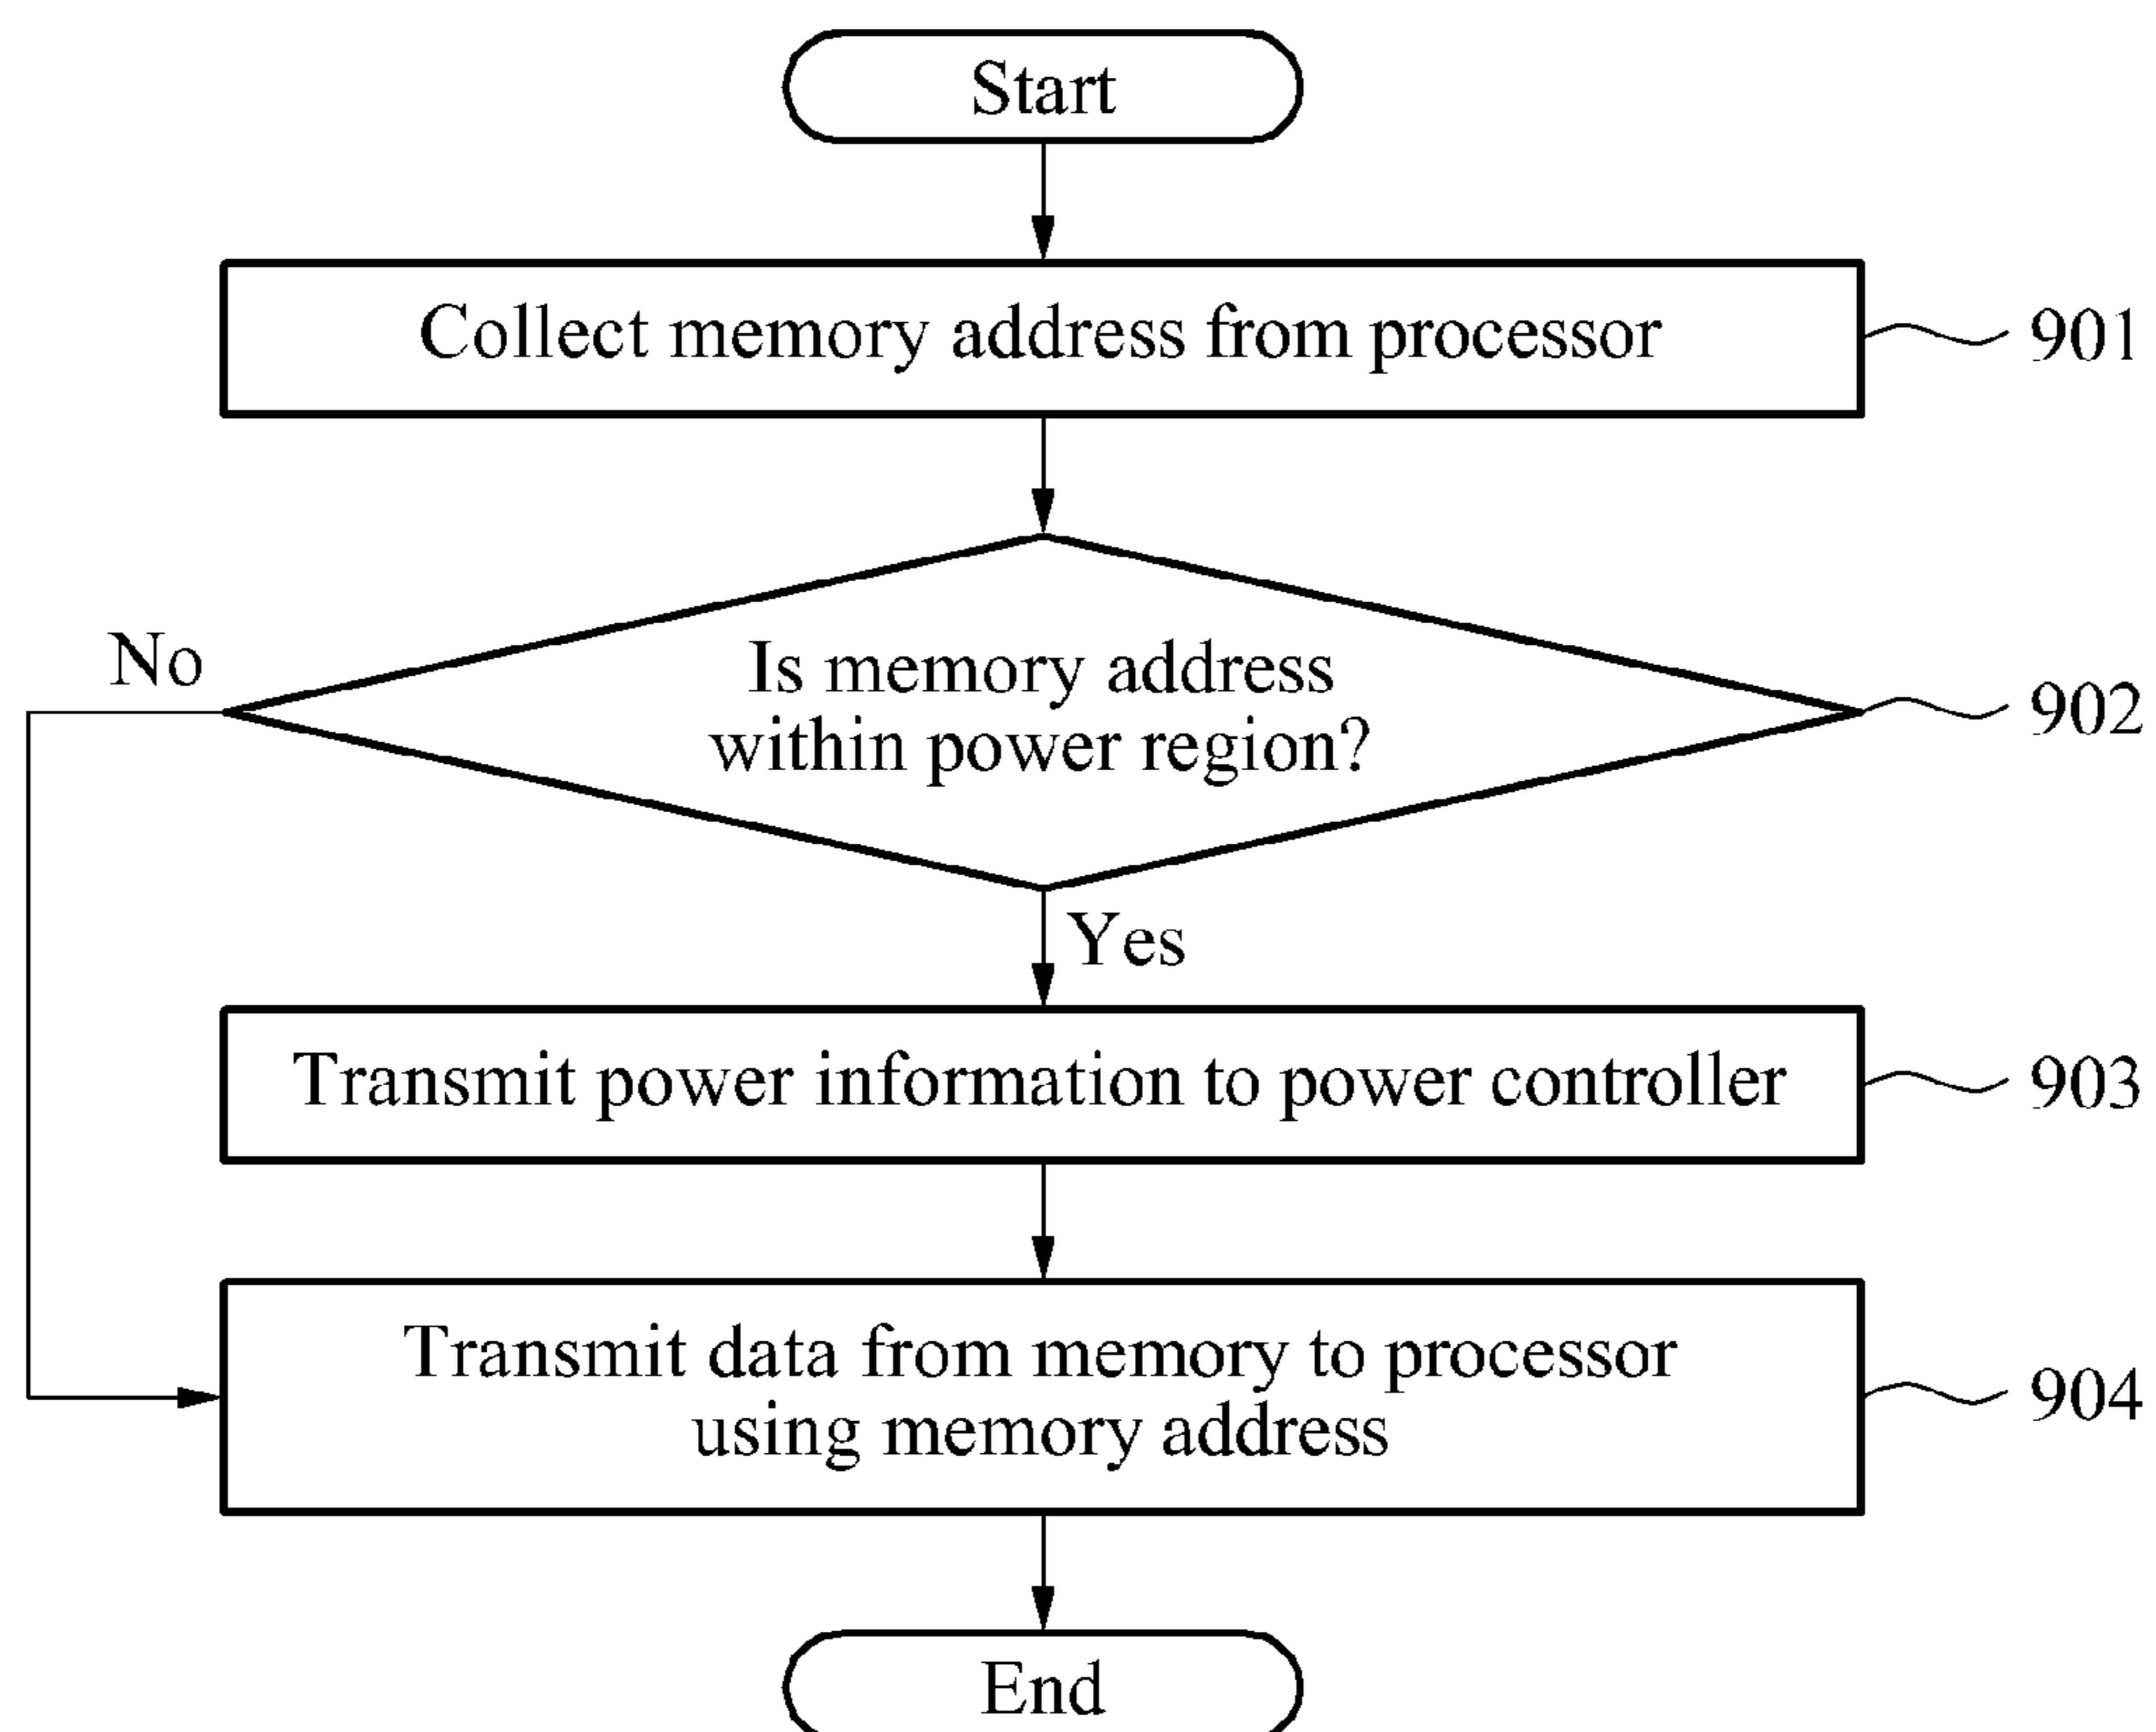 Start
Collect memory address from processor
901
Is memory address
within power region?
902
No
Yes
Transmit power information to power controller
903
Transmit data from memory to processor
using memory address
904
End